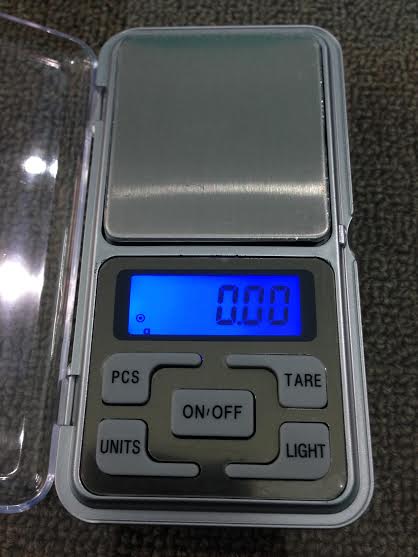 0.00
g
PCS
TARE
ON/OFF
UNITS
LIGHT